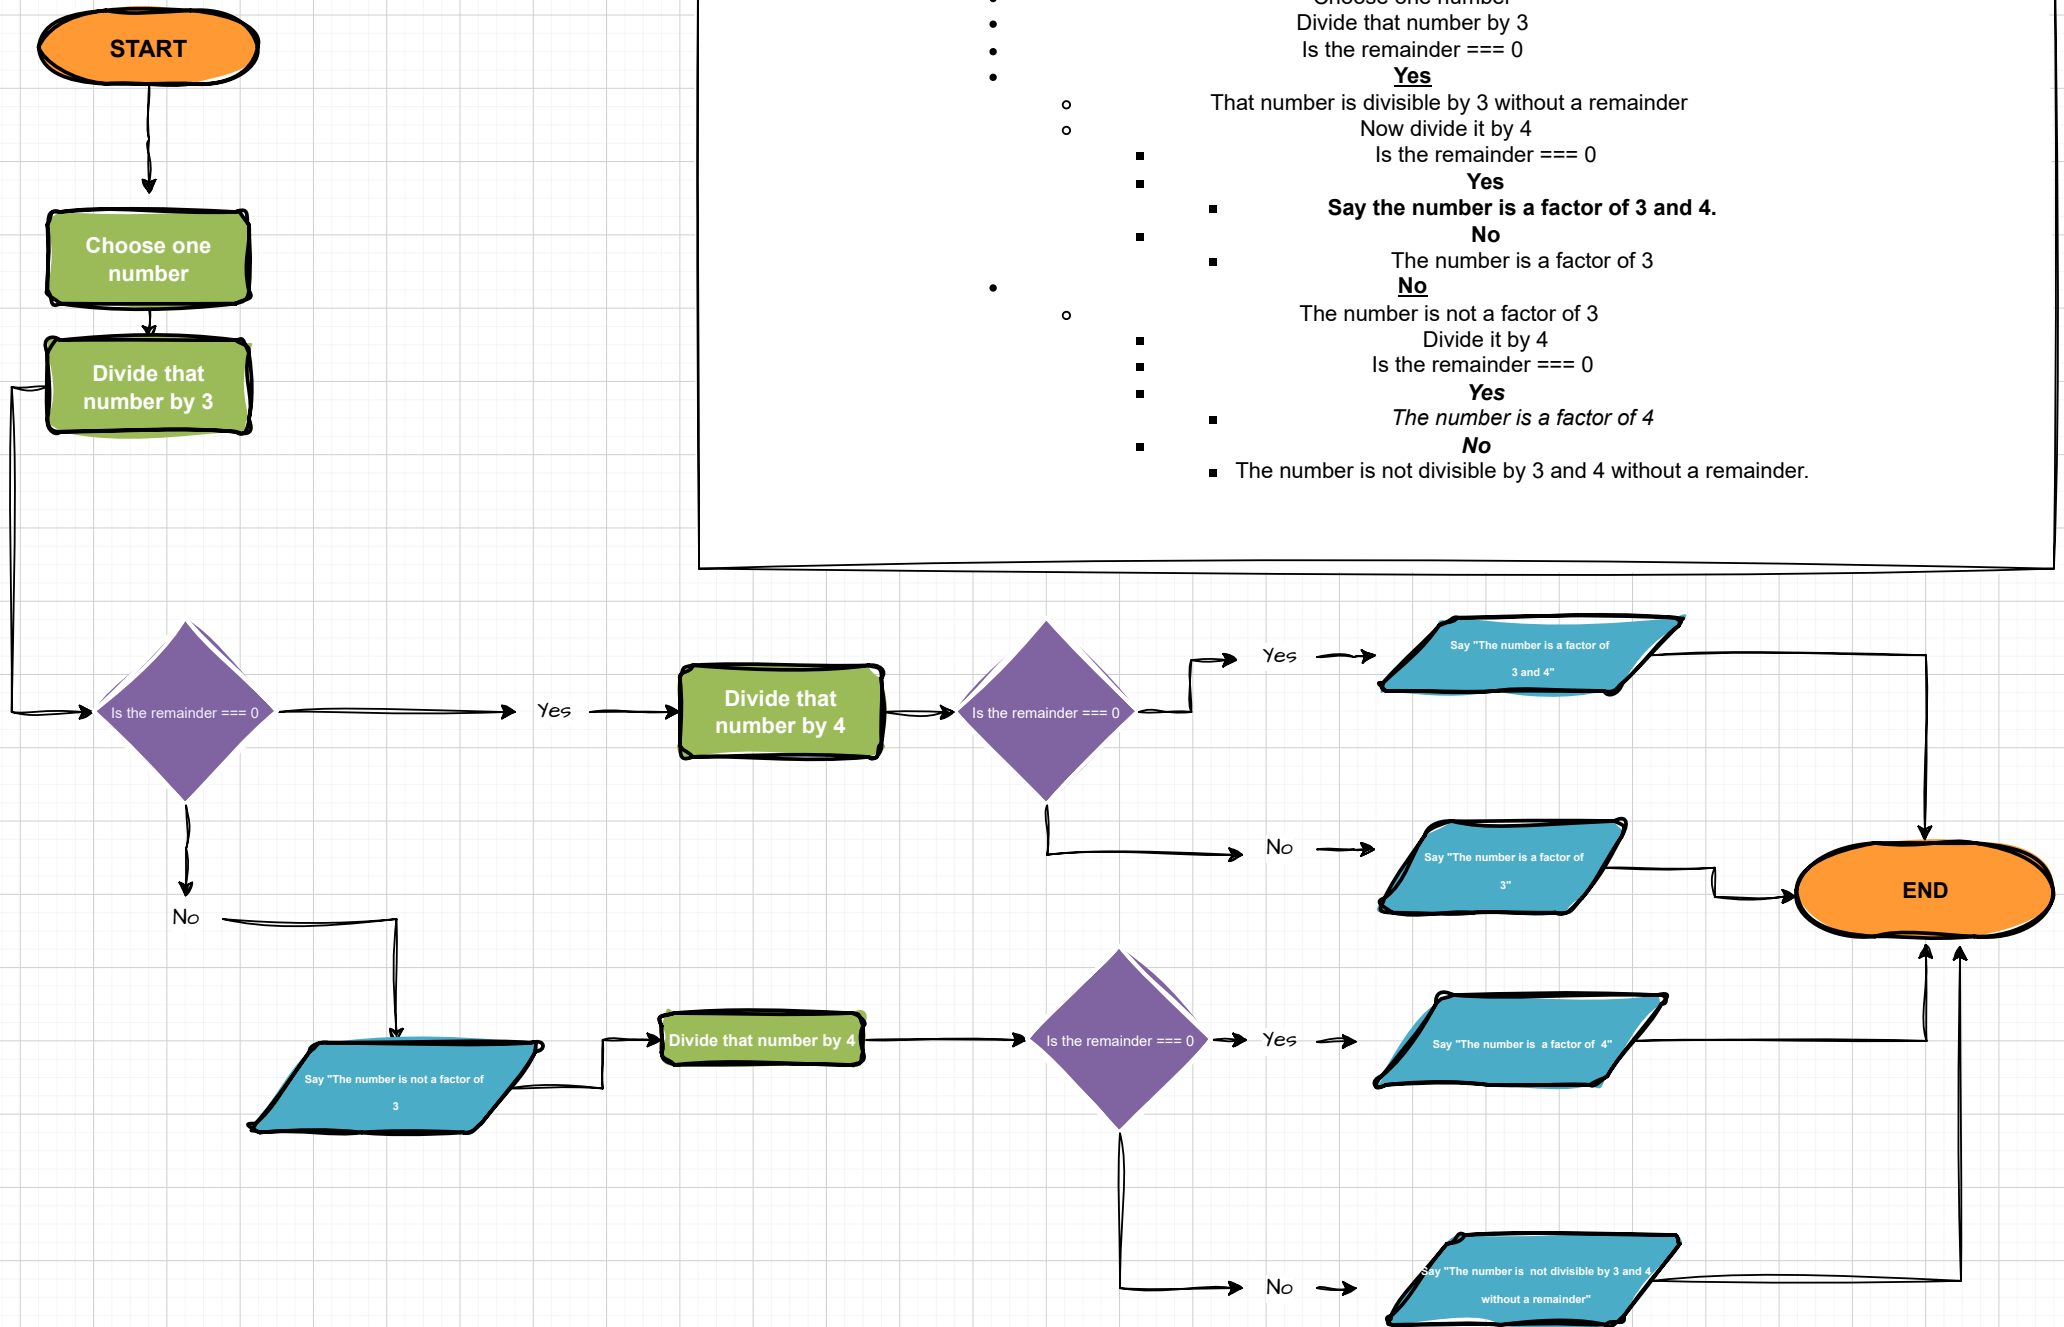 Choose one number
Divide that number by 3
Is the remainder === 0
Yes
That number is divisible by 3 without a remainder
Now divide it by 4
Is the remainder === 0
Yes
Say the number is a factor of 3 and 4.
No
The number is a factor of 3
No
The number is not a factor of 3
Divide it by 4
Is the remainder === 0
Yes
The number is a factor of 4
No
The number is not divisible by 3 and 4 without a remainder.
START
Choose one
number
Divide that
number by 3
Is the remainder === 0
Yes
Divide that
number by 4
Is the remainder === 0
Yes
Say "The number is a factor of
3 and 4"
No
Say "The number is a factor of
3"
END
No
Say "The number is not a factor of
3
Divide that number by 4
Is the remainder === 0
Yes
Say "The number is  a factor of  4"
No
Say "The number is  not divisible by 3 and 4
without a remainder"